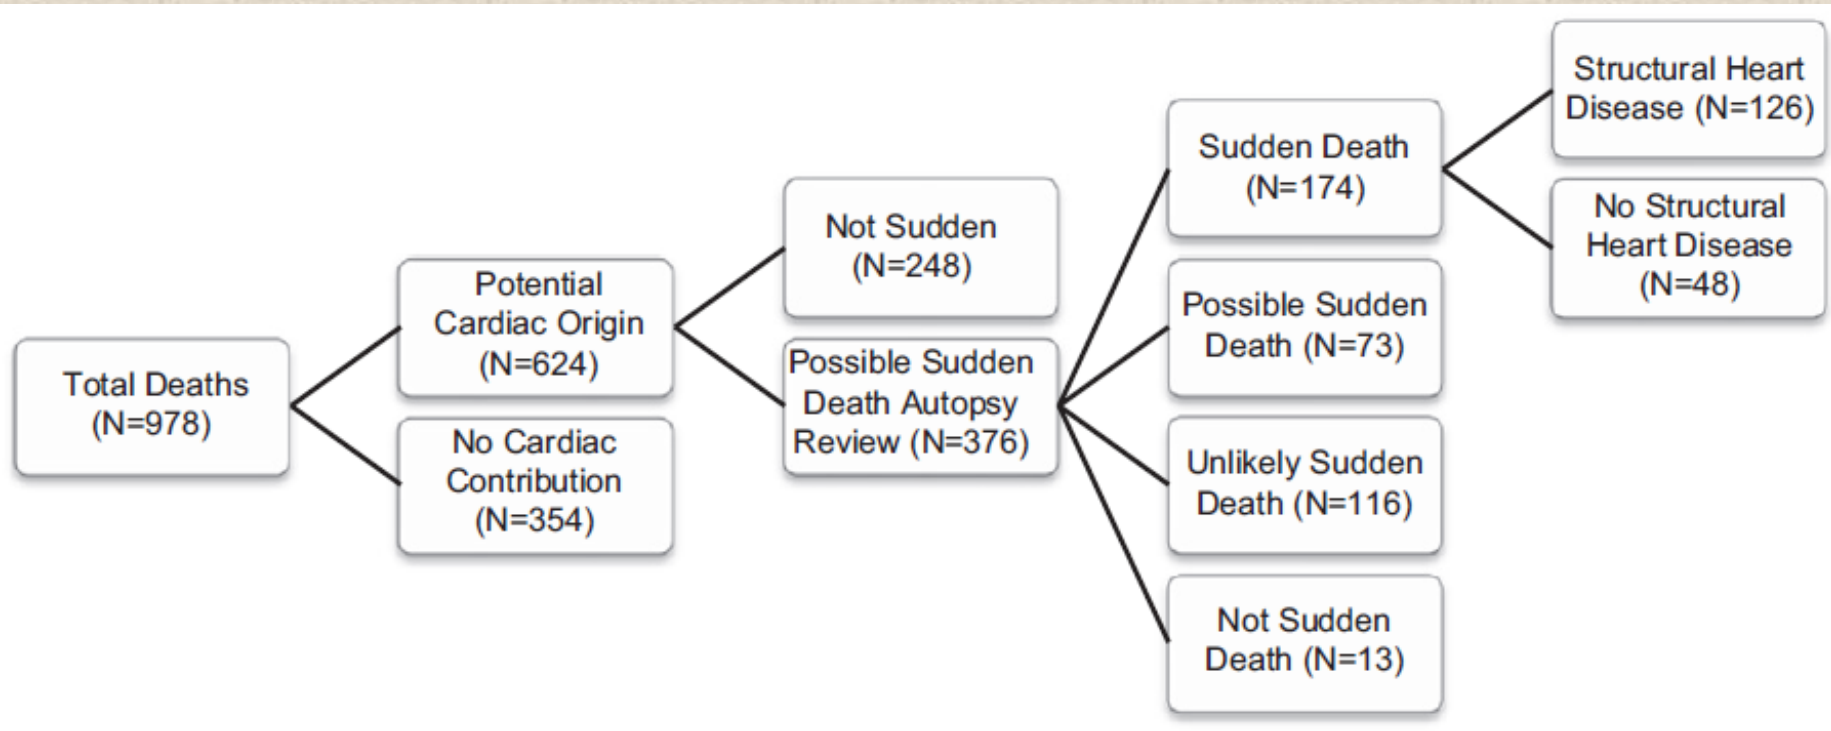 Total Deaths
(N=978)
Potential
Cardiac Origin
(N=624)
No Cardiac
Contribution
(N=354)
Not Sudden
(N=248)
Possible Sudden
Death Autopsy
Review (N=376)
Sudden Death
(N=174)
Possible Sudden
Death (N=73)
Unlikely Sudden
Death (N=116)
Not Sudden
Death (N=13)
Structural Heart
Disease (N=126)
No Structural
Heart Disease
(N=48)